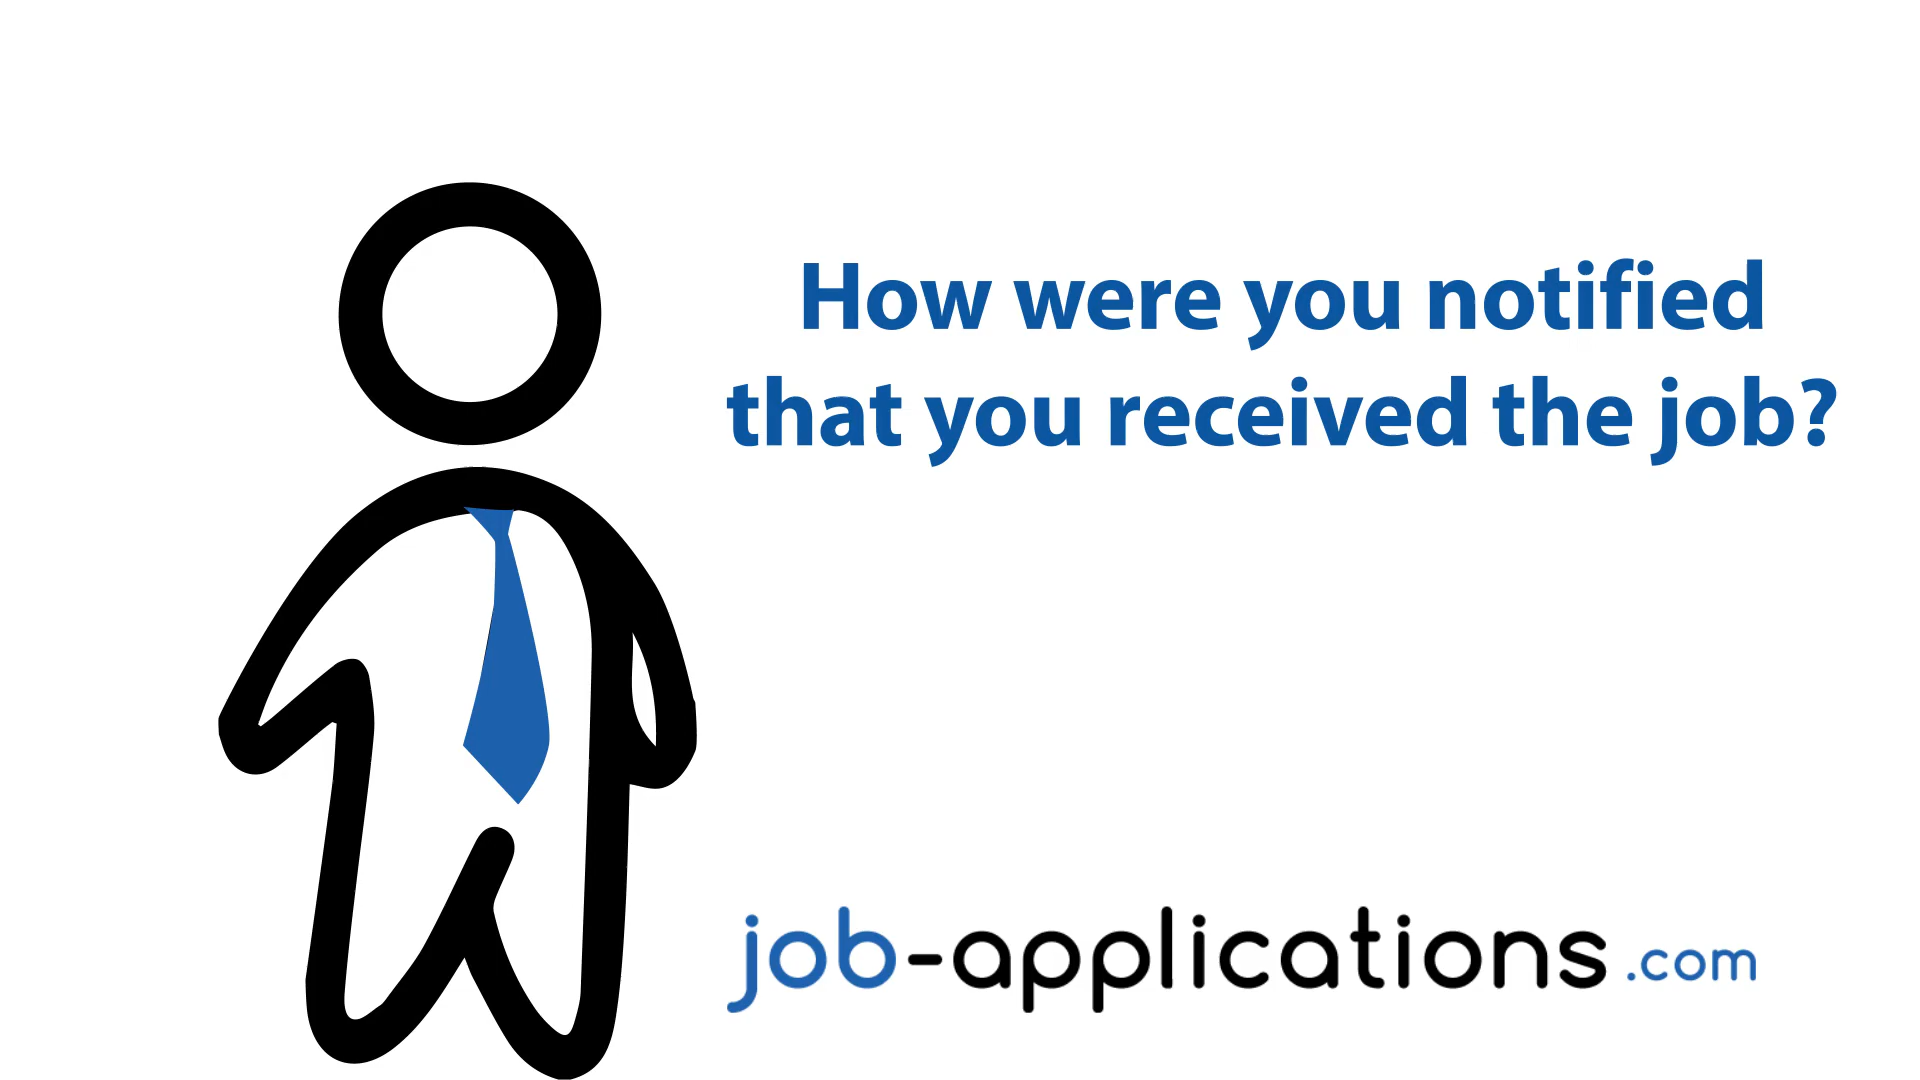 How were you notified
that you received the job?
job-applications.com